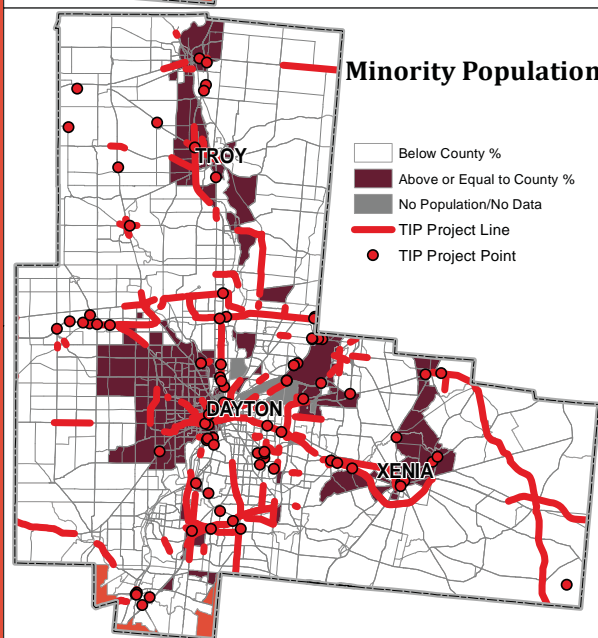 Minority Population
Below County %
Above or Equal to County %
No Population/No Data
TIP Project Line
TIP Project Point
TROY
DAYTON
XENIA